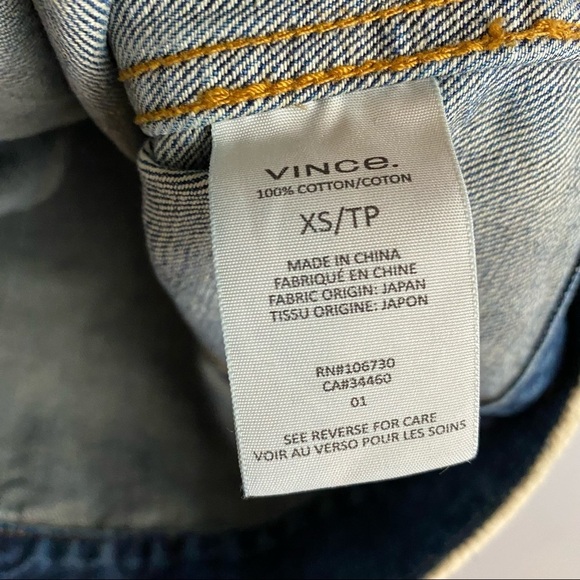 VINCE.
100% COTTON/COTON
XS/TP
MADE IN CHINA
FABRIQUÉ EN CHINE
FABRIC ORIGIN: JAPAN
TISSU ORIGINE: JAPON
RN#106730
CA#34460
01
SEE REVERSE FOR CARE
VOIR AU VERSO POUR LES SOINS